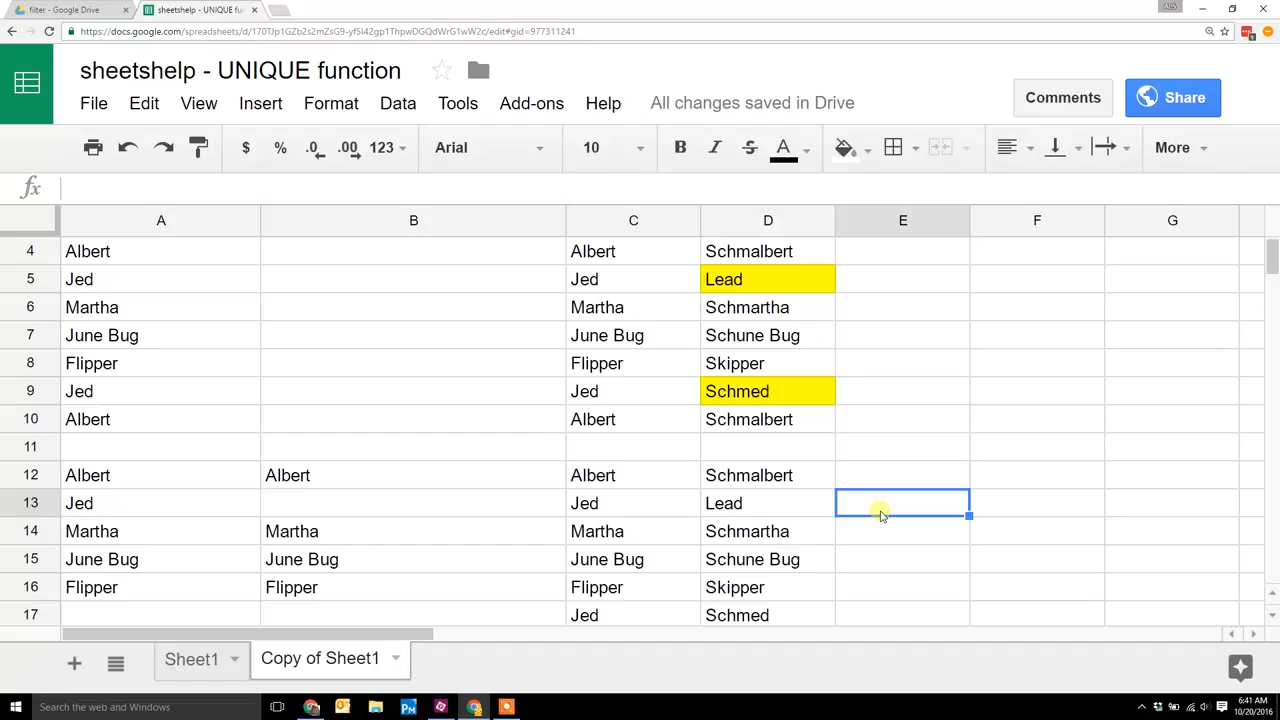 filter - Google Drive × sheetshelp - UNIQUE fun ×
https://docs.google.com/spreadsheets/d/170TJp1GZb2s2mZsG9-yf5l42gp1ThpwDGQdWrG1wW2c/edit#gid=977311241
sheetshelp - UNIQUE function
File Edit View Insert Format Data Tools Add-ons Help All changes saved in Drive
Comments Share
$ % .0 .00 123 Arial 10 B I S A More
fx
A B C D E F G
4 Albert Albert Schmalbert
5 Jed Jed Lead
6 Martha Martha Schmartha
7 June Bug June Bug Schune Bug
8 Flipper Flipper Skipper
9 Jed Jed Schmed
10 Albert Albert Schmalbert
11
12 Albert Albert Albert Schmalbert
13 Jed Jed Lead
14 Martha Martha Martha Schmartha
15 June Bug June Bug June Bug Schune Bug
16 Flipper Flipper Flipper Skipper
17 Jed Schmed
Sheet1 Copy of Sheet1
Search the web and Windows
6:41 AM
10/20/2016